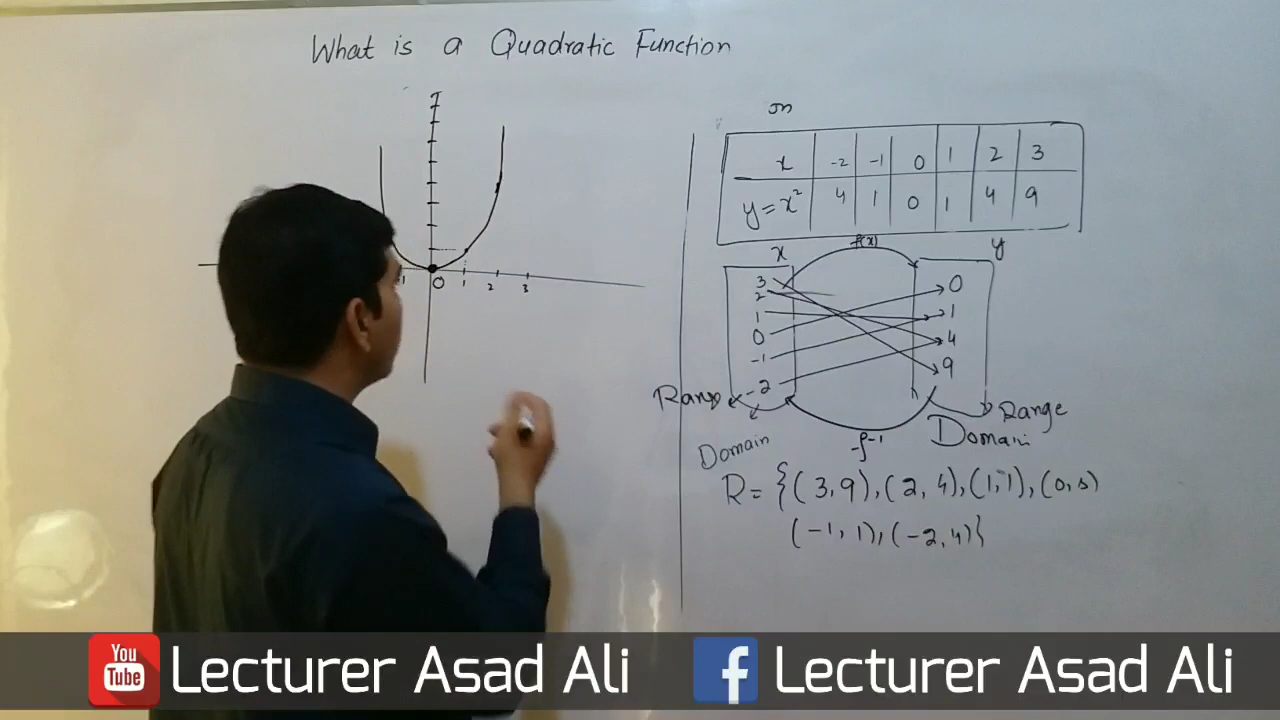 What is a Quadratic Function
x -2 -1 0 1 2 3
y = x² 4 1 0 1 4 9
f(x)
x y
3 0
2 1
1 4
0 9
-1
-2
0 1 2 3
Range
Domain
f-1
Range
Domain
R = {(3,9),(2,4),(1,1),(0,0)
(-1,1),(-2,4)}
You Tube Lecturer Asad Ali
f Lecturer Asad Ali